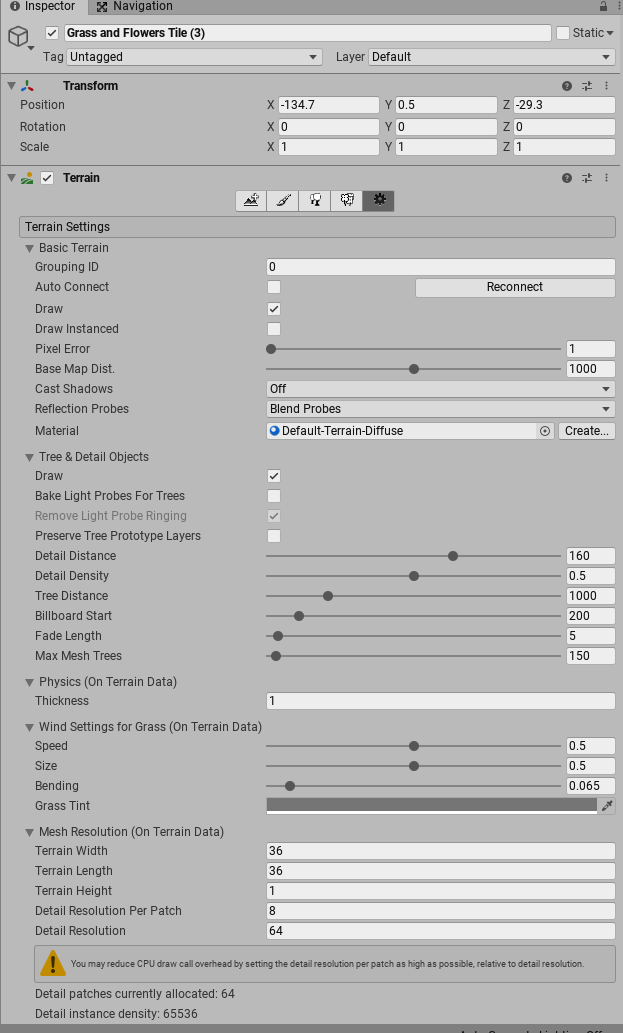 Inspector Navigation
Grass and Flowers Tile (3) Static
Tag Untagged Layer Default
Transform
Position X -134.7 Y 0.5 Z -29.3
Rotation X 0 Y 0 Z 0
Scale X 1 Y 1 Z 1
Terrain
Terrain Settings
Basic Terrain
Grouping ID 0
Auto Connect Reconnect
Draw
Draw Instanced
Pixel Error 1
Base Map Dist. 1000
Cast Shadows Off
Reflection Probes Blend Probes
Material Default-Terrain-Diffuse Create...
Tree & Detail Objects
Draw
Bake Light Probes For Trees
Remove Light Probe Ringing
Preserve Tree Prototype Layers
Detail Distance 160
Detail Density 0.5
Tree Distance 1000
Billboard Start 200
Fade Length 5
Max Mesh Trees 150
Physics (On Terrain Data)
Thickness 1
Wind Settings for Grass (On Terrain Data)
Speed 0.5
Size 0.5
Bending 0.065
Grass Tint
Mesh Resolution (On Terrain Data)
Terrain Width 36
Terrain Length 36
Terrain Height 1
Detail Resolution Per Patch 8
Detail Resolution 64
You may reduce CPU draw call overhead by setting the detail resolution per patch as high as possible, relative to detail resolution.
Detail patches currently allocated: 64
Detail instance density: 65536